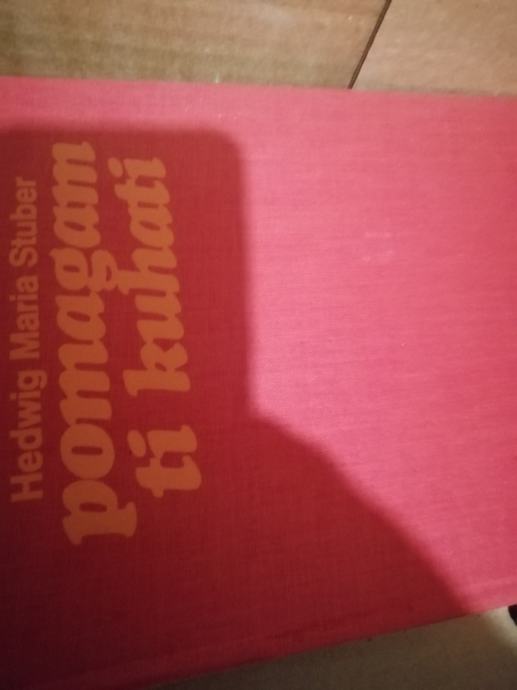 Hedwig Maria Stuber
pomagam
ti kuhati